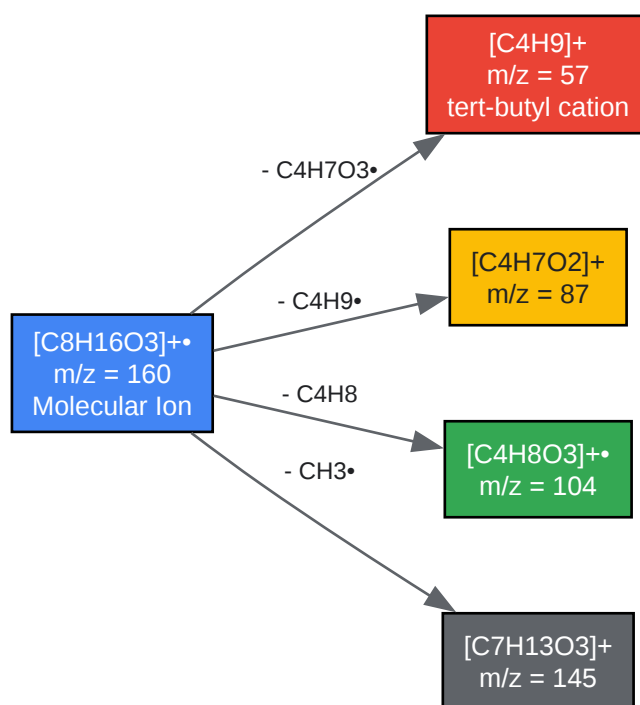 [C4H9]+
m/z = 57
tert-butyl cation
- C4H7O3•
[C4H7O2]+
m/z = 87
- C4H9•
[C8H16O3]+•
m/z = 160
Molecular Ion
- C4H8
[C4H8O3]+•
m/z = 104
- CH3•
[C7H13O3]+
m/z = 145